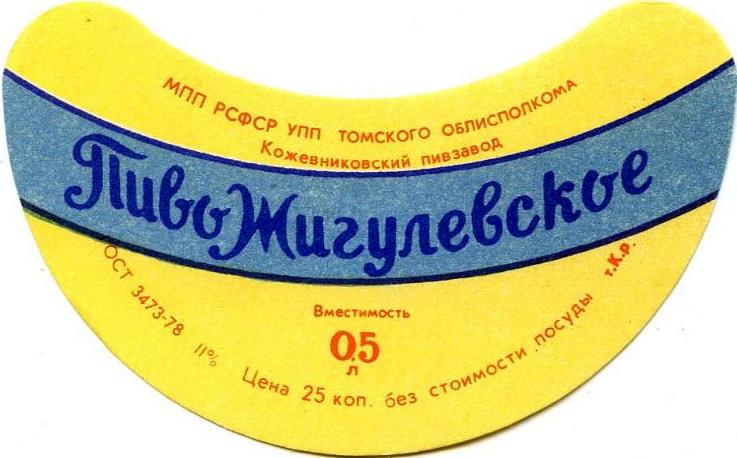 МПП РСФСР УПП ТОМСКОГО ОБЛИСПОЛКОМА
Кожевниковский пивзавод
Пиво Жигулевское
ГОСТ 3473-78 11% Цена 25 коп. без стоимости посуды т.К.р.
Вместимость
0,5
л